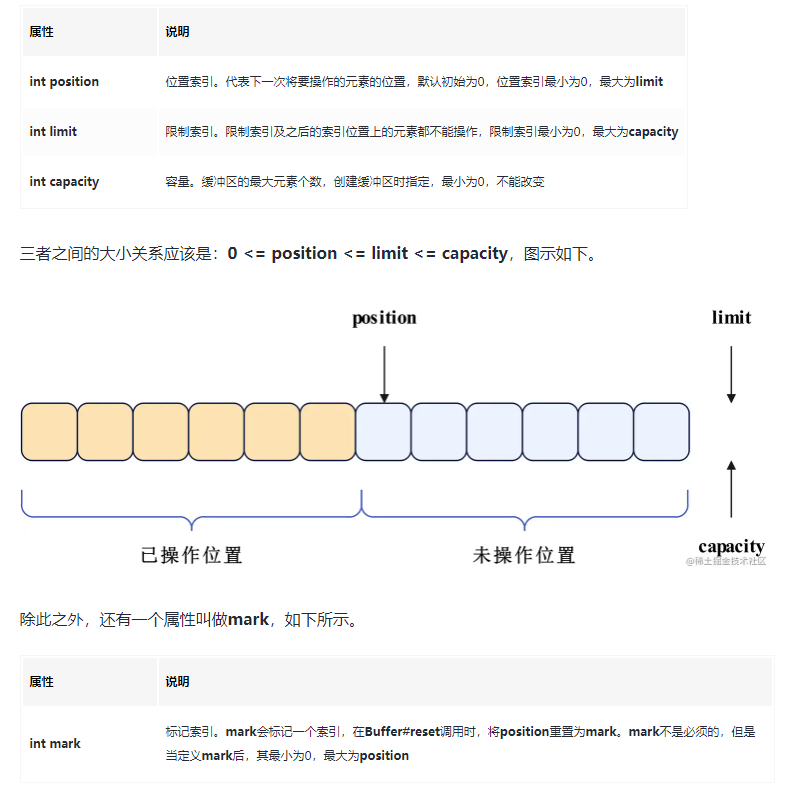 属性 说明
int position 位置索引。代表下一次将要操作的元素的位置，默认初始为0，位置索引最小为0，最大为limit
int limit 限制索引。限制索引及之后的索引位置上的元素都不能操作，限制索引最小为0，最大为capacity
int capacity 容量。缓冲区的最大元素个数，创建缓冲区时指定，最小为0，不能改变
三者之间的大小关系应该是：0 <= position <= limit <= capacity，图示如下。
position limit
已操作位置 未操作位置 capacity
@稀土掘金技术社区
除此之外，还有一个属性叫做mark，如下所示。
属性 说明
int mark 标记索引。mark会标记一个索引，在Buffer#reset调用时，将position重置为mark。mark不是必须的，但是
当定义mark后，其最小为0，最大为position